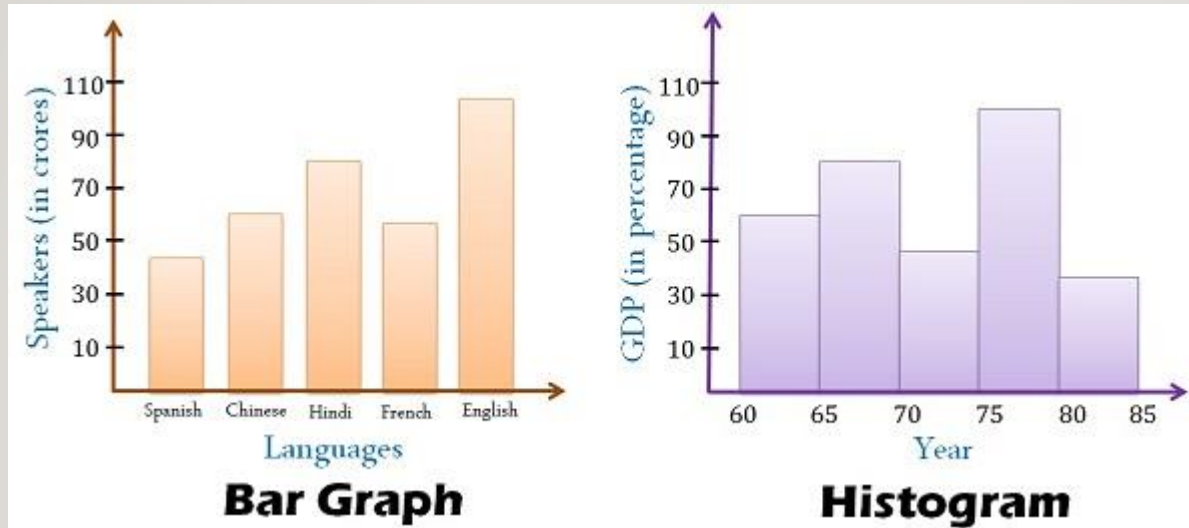 Speakers (in crores)
110
90
70
50
30
10
Spanish Chinese Hindi French English
Languages
Bar Graph
GDP (in percentage)
110
90
70
50
30
10
60 65 70 75 80 85
Year
Histogram